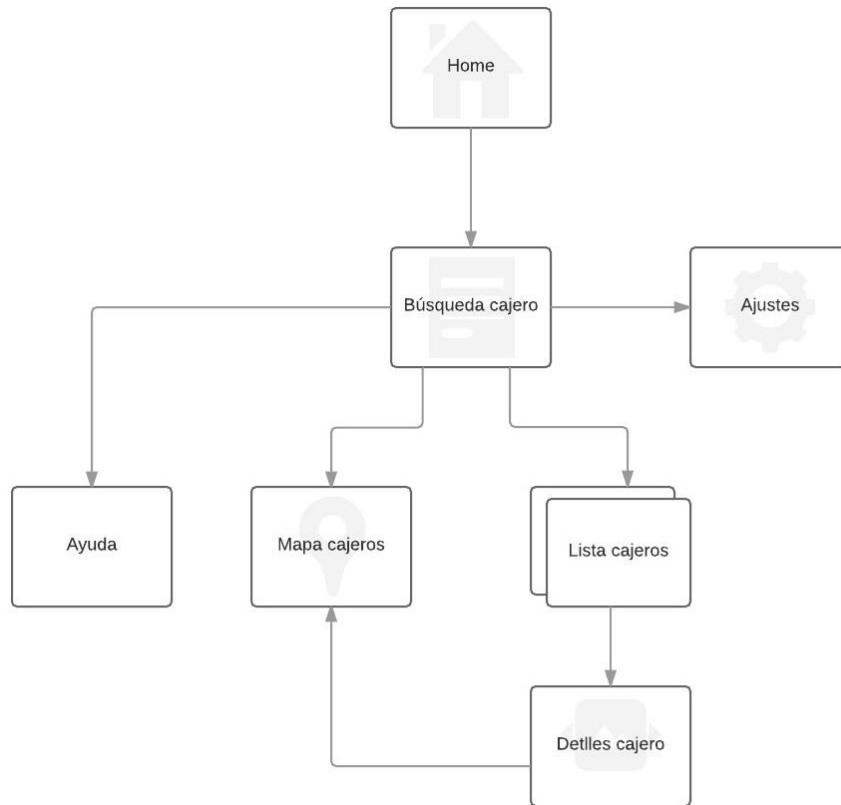 Home
Búsqueda cajero
Ajustes
Ayuda
Mapa cajeros
Lista cajeros
Detlles cajero